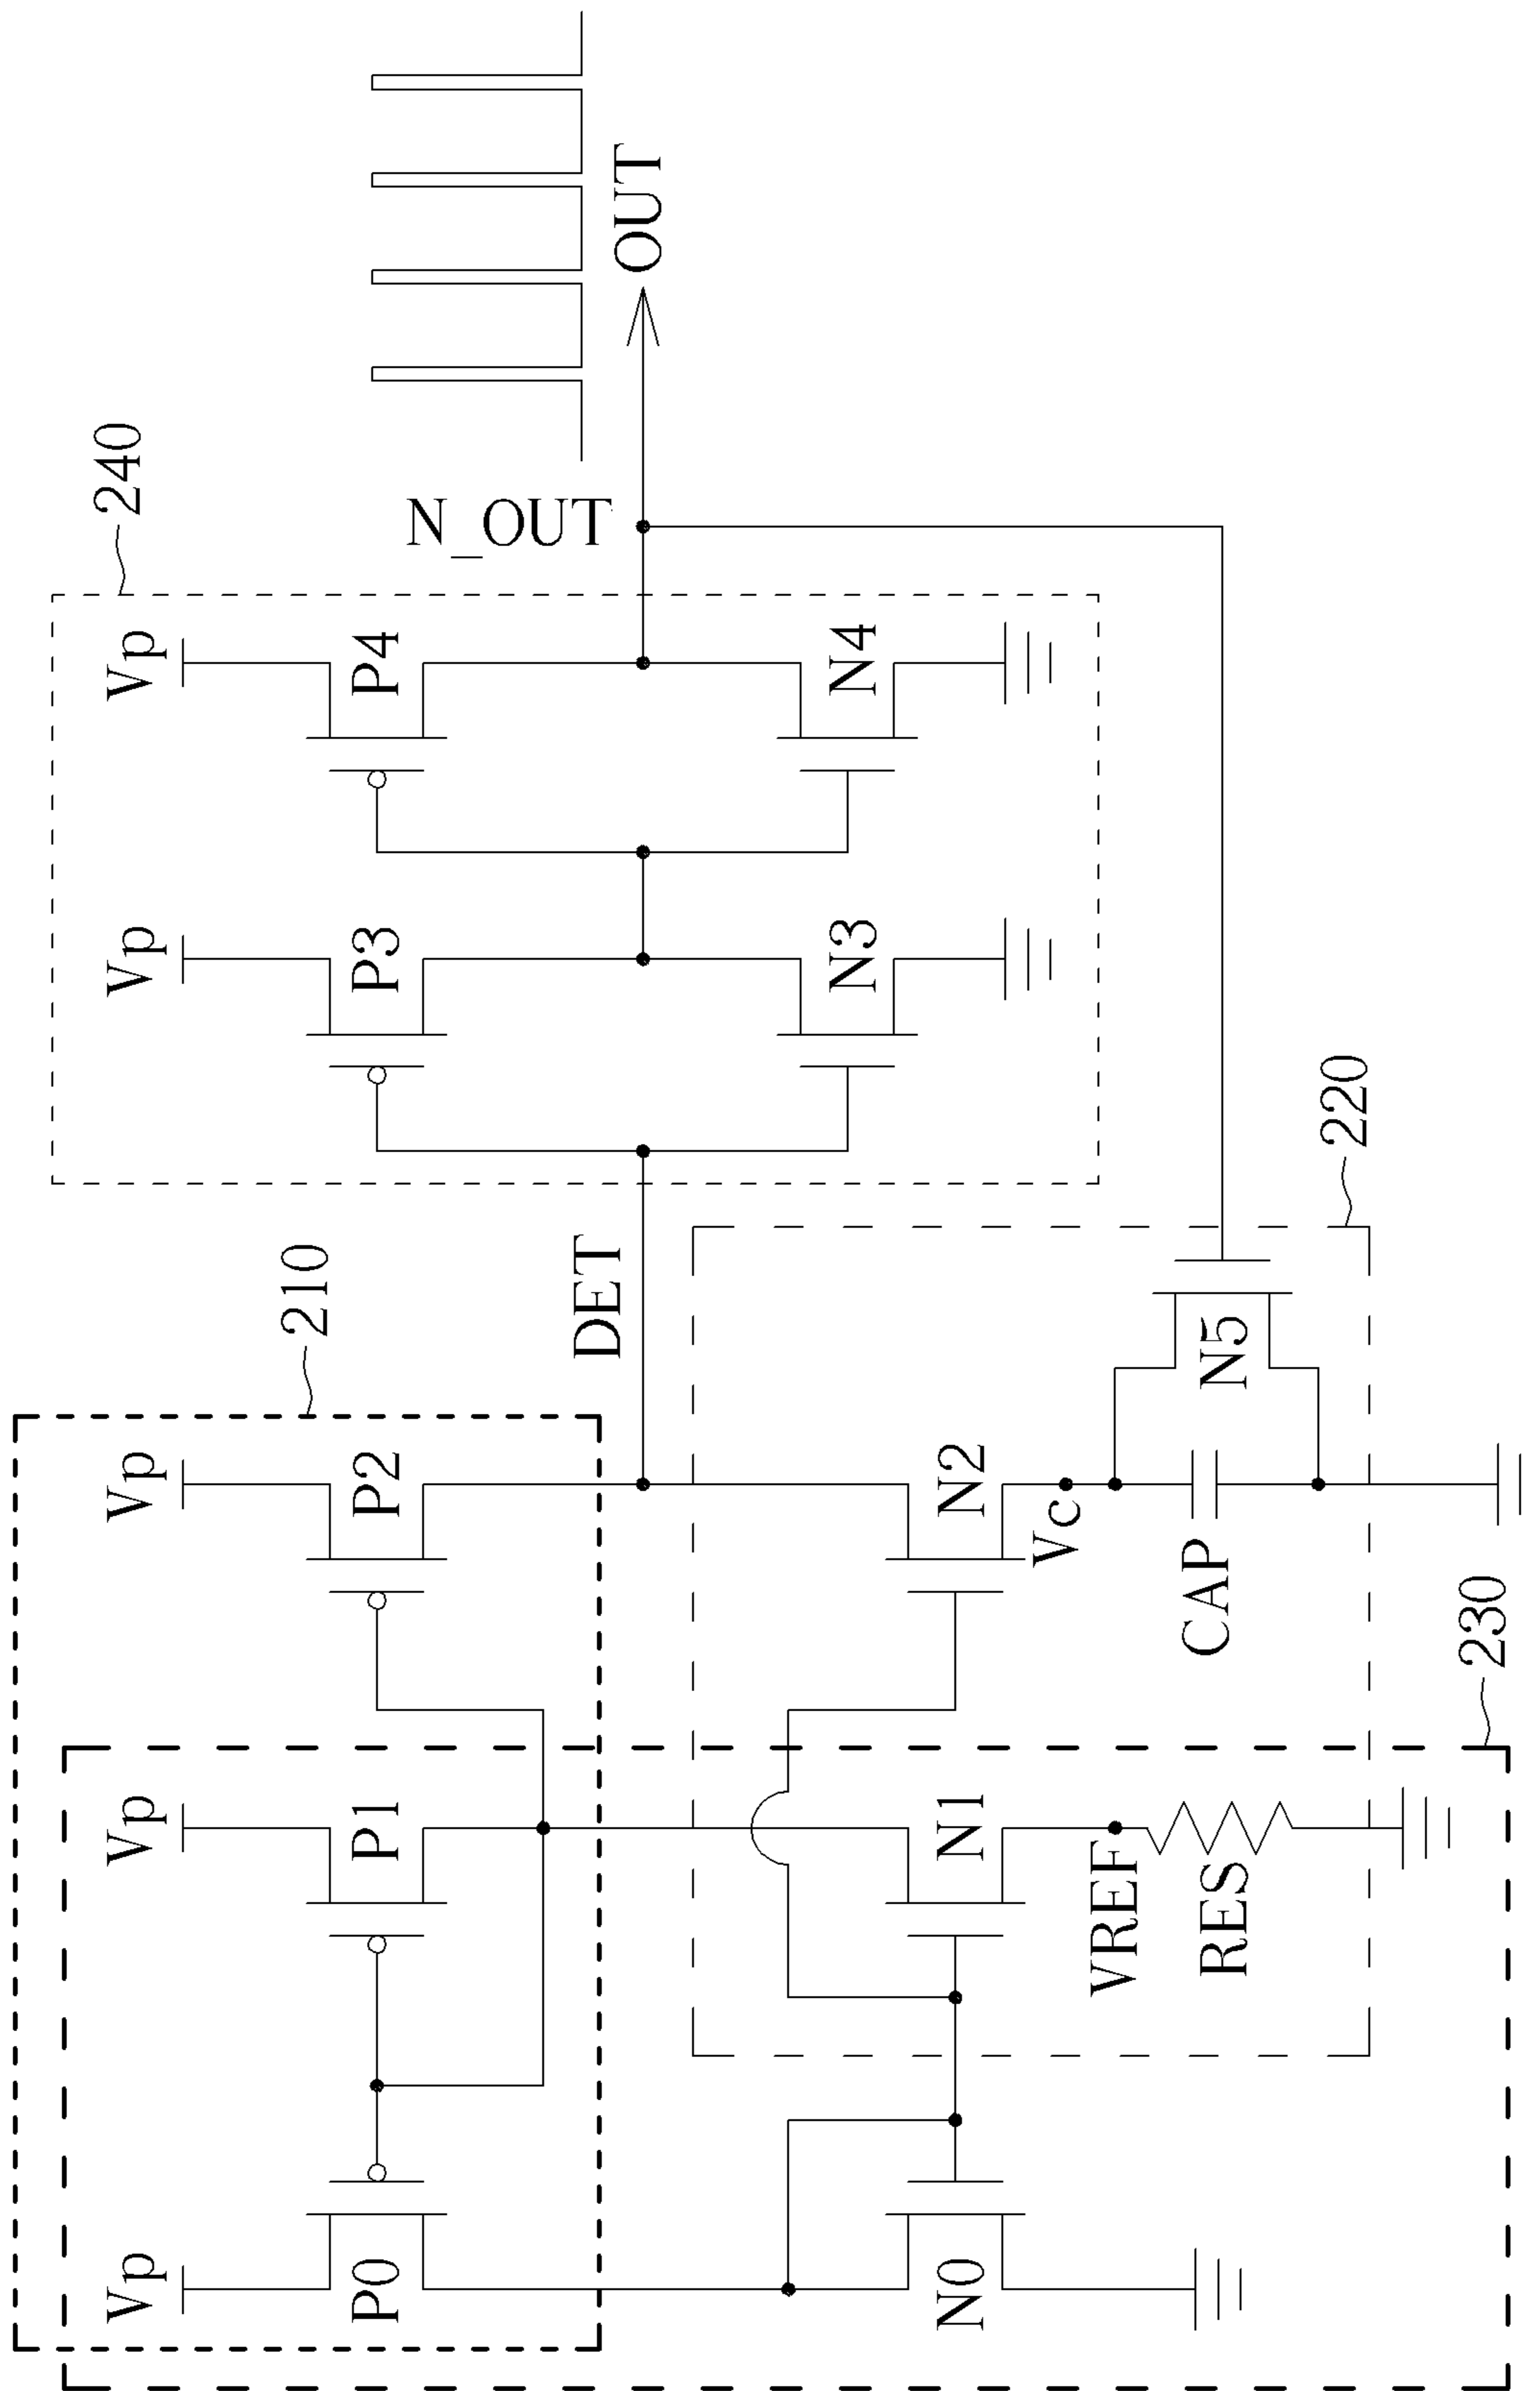 OUT
240
N_OUT
Vp
P4
N4
Vp
P3
N3
220
210
DET
N5
Vp
P2
N2
Vc
CAP
230
Vp
P1
N1
VREF
RES
Vp
P0
N0